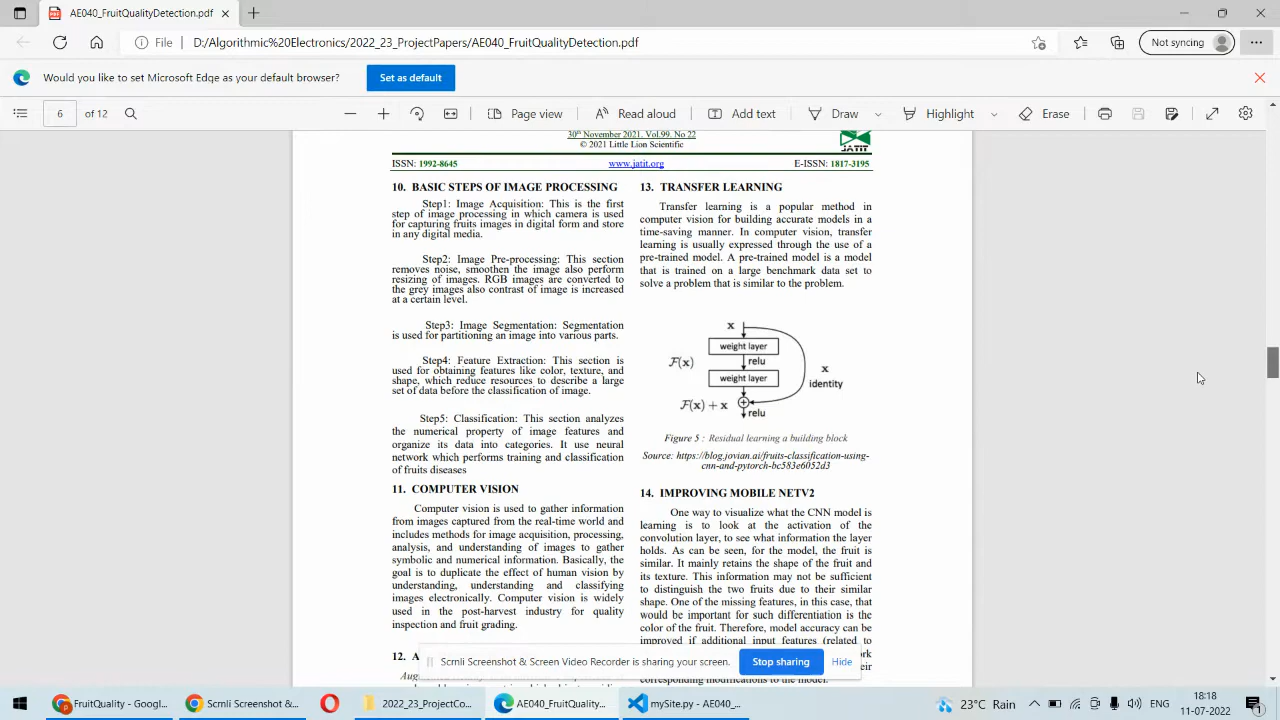 AE040_FruitQualityDetection.pdf
File
D:/Algorithmic%20Electronics/2022_23_ProjectPapers/AE040_FruitQualityDetection.pdf
Not syncing
Would you like to set Microsoft Edge as your default browser?
Set as default
6 of 12
Page view
Read aloud
Add text
Draw
Highlight
Erase
30th November 2021. Vol.99. No 22
© 2021 Little Lion Scientific
JATIT
ISSN: 1992-8645
www.jatit.org
E-ISSN: 1817-3195
10. BASIC STEPS OF IMAGE PROCESSING
Step1: Image Acquisition: This is the first
step of image processing in which camera is used
for capturing fruits images in digital form and store
in any digital media.
Step2: Image Pre-processing: This section
removes noise, smoothen the image also perform
resizing of images. RGB images are converted to
the grey images also contrast of image is increased
at a certain level.
Step3: Image Segmentation: Segmentation
is used for partitioning an image into various parts.
Step4: Feature Extraction: This section is
used for obtaining features like color, texture, and
shape, which reduce resources to describe a large
set of data before the classification of image.
Step5: Classification: This section analyzes
the numerical property of image features and
organize its data into categories. It use neural
network which performs training and classification
of fruits diseases
11. COMPUTER VISION
Computer vision is used to gather information
from images captured from the real-time world and
includes methods for image acquisition, processing,
analysis, and understanding of images to gather
symbolic and numerical information. Basically, the
goal is to duplicate the effect of human vision by
understanding, understanding and classifying
images electronically. Computer vision is widely
used in the post-harvest industry for quality
inspection and fruit grading.
12. A
13. TRANSFER LEARNING
Transfer learning is a popular method in
computer vision for building accurate models in a
time-saving manner. In computer vision, transfer
learning is usually expressed through the use of a
pre-trained model. A pre-trained model is a model
that is trained on a large benchmark data set to
solve a problem that is similar to the problem.
x
weight layer
F(x)
relu
weight layer
x
identity
F(x) + x
relu
Figure 5 : Residual learning a building block
Source: https://blog.jovian.ai/fruits-classification-using-
cnn-and-pytorch-bc583e6052d3
14. IMPROVING MOBILE NETV2
One way to visualize what the CNN model is
learning is to look at the activation of the
convolution layer, to see what information the layer
holds. As can be seen, for the model, the fruit is
similar. It mainly retains the shape of the fruit and
its texture. This information may not be sufficient
to distinguish the two fruits due to their similar
shape. One of the missing features, in this case, that
would be important for such differentiation is the
color of the fruit. Therefore, model accuracy can be
improved if additional input features (related to
corresponding modifications to the model.
Scrnli Screenshot & Screen Video Recorder is sharing your screen.
Stop sharing
Hide
FruitQuality - Googl...
Scrnli Screenshot & ...
2022_23_ProjectCo...
AE040_FruitQuality...
mySite.py - AE040_...
23°C Rain
18:18
11-07-2022
1